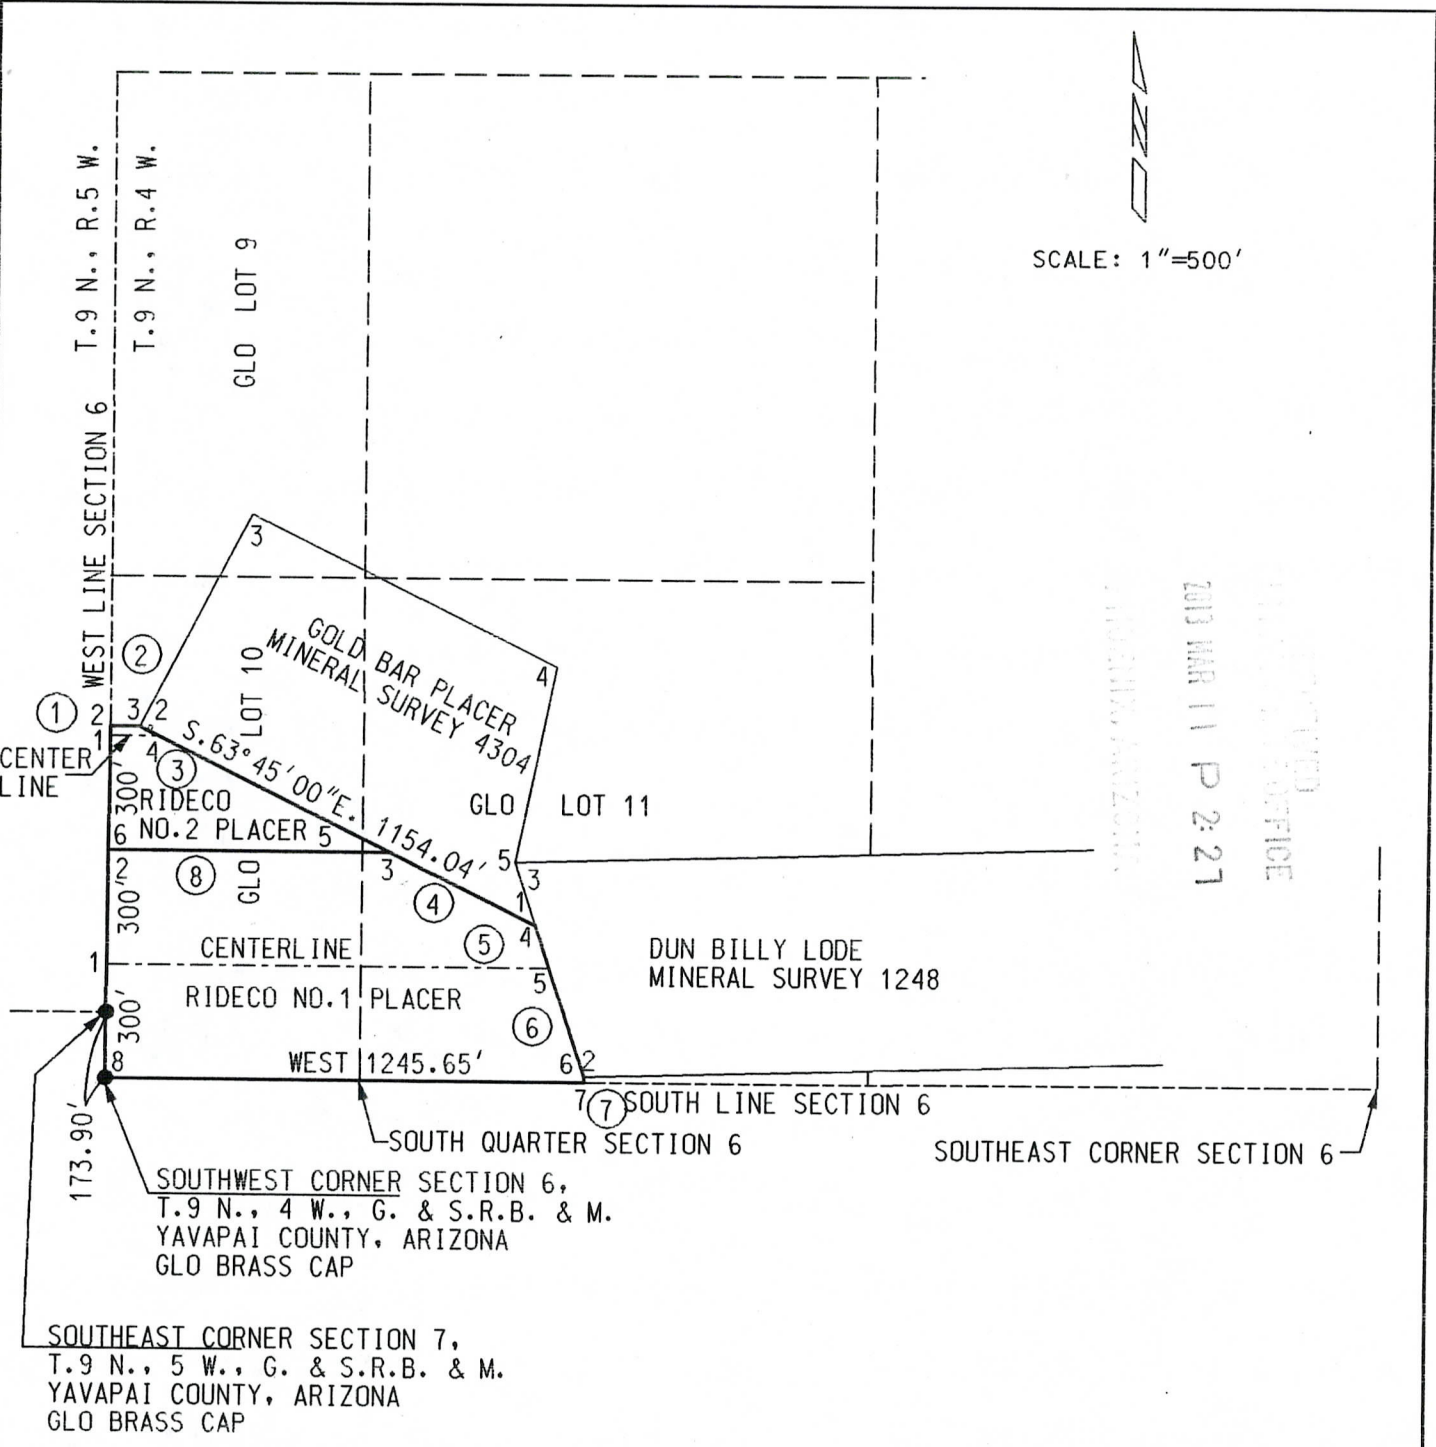 T.9 N., R.5 W.
T.9 N., R.4 W.
GLO LOT 9
SCALE: 1"=500'
WEST LINE SECTION 6
3
GOLD BAR PLACER
MINERAL SURVEY 4304
4
GLO LOT 10
2
1
2
3
2
1
4
CENTER
LINE
3
S.63°45'00"E. 1154.04'
300'
RIDECO
NO.2 PLACER
5
6
GLO LOT 11
2013 MAR 11 P 2:27
OFFICE
5
3
1
4
2
8
3
4
300'
5
CENTERLINE
1
5
RIDECO NO.1 PLACER
DUN BILLY LODE
MINERAL SURVEY 1248
300'
6
8
WEST 1245.65'
6
2
7
7
SOUTH LINE SECTION 6
173.90'
SOUTH QUARTER SECTION 6
SOUTHEAST CORNER SECTION 6
SOUTHWEST CORNER SECTION 6,
T.9 N., 4 W., G. & S.R.B. & M.
YAVAPAI COUNTY, ARIZONA
GLO BRASS CAP
SOUTHEAST CORNER SECTION 7,
T.9 N., 5 W., G. & S.R.B. & M.
YAVAPAI COUNTY, ARIZONA
GLO BRASS CAP